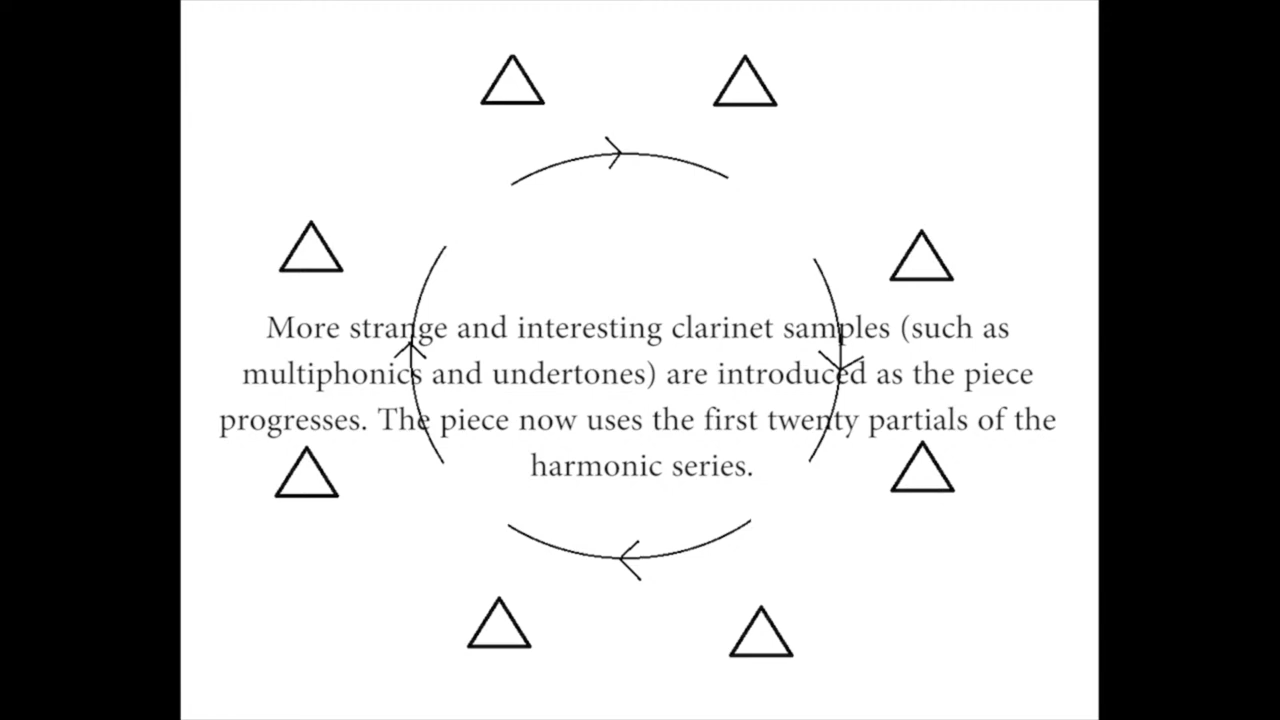 More strange and interesting clarinet samples (such as
multiphonics and undertones) are introduced as the piece
progresses. The piece now uses the first twenty partials of the
harmonic series.